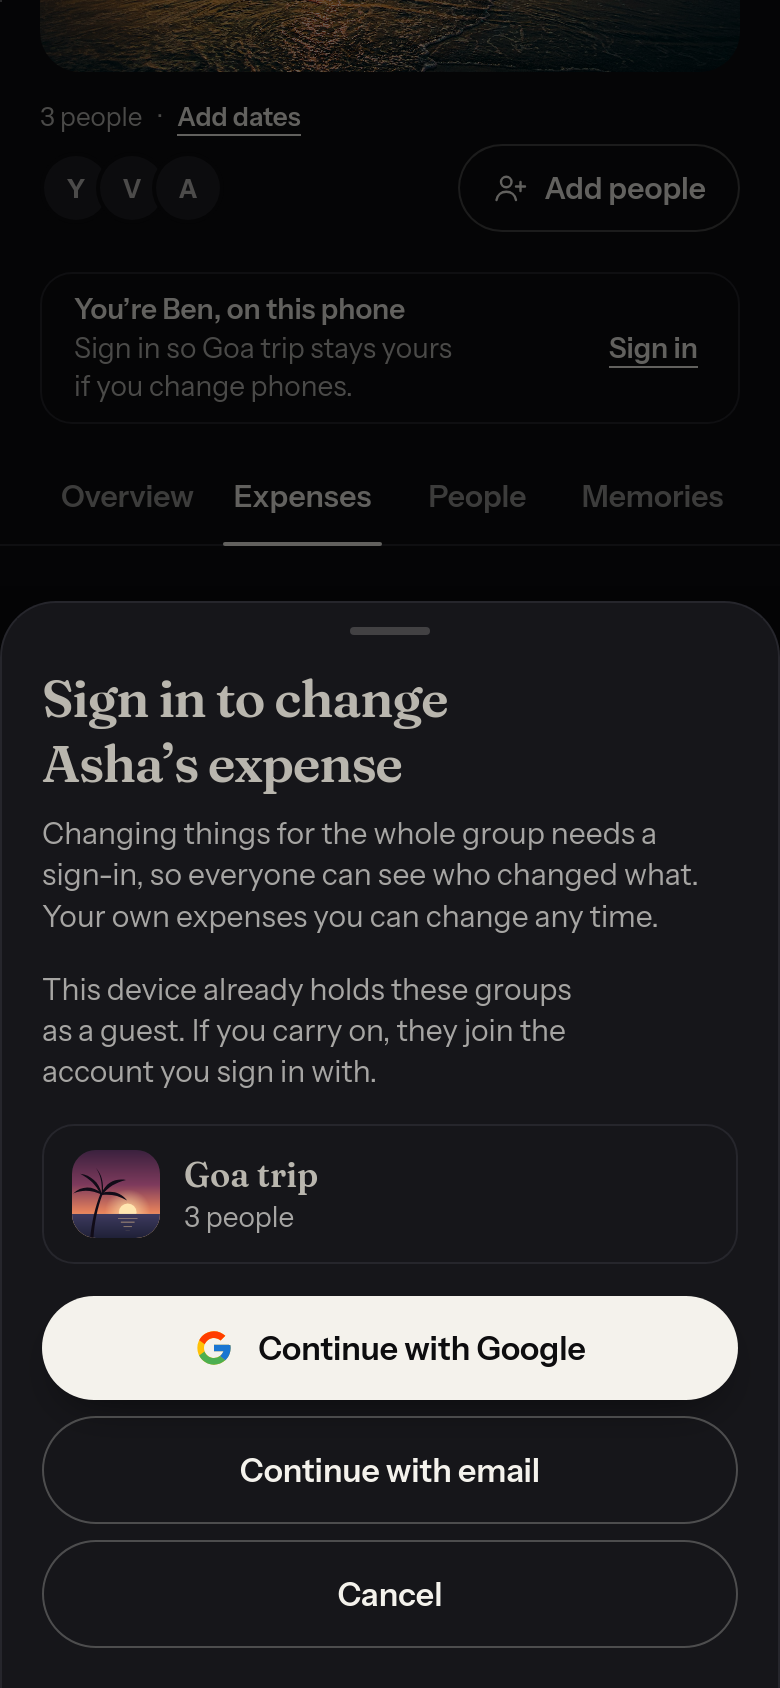 3 people · Add dates
Y V A
Add people
You’re Ben, on this phone
Sign in so Goa trip stays yours
if you change phones.
Sign in
Overview Expenses People Memories
Sign in to change
Asha’s expense
Changing things for the whole group needs a
sign-in, so everyone can see who changed what.
Your own expenses you can change any time.
This device already holds these groups
as a guest. If you carry on, they join the
account you sign in with.
Goa trip
3 people
Continue with Google
Continue with email
Cancel